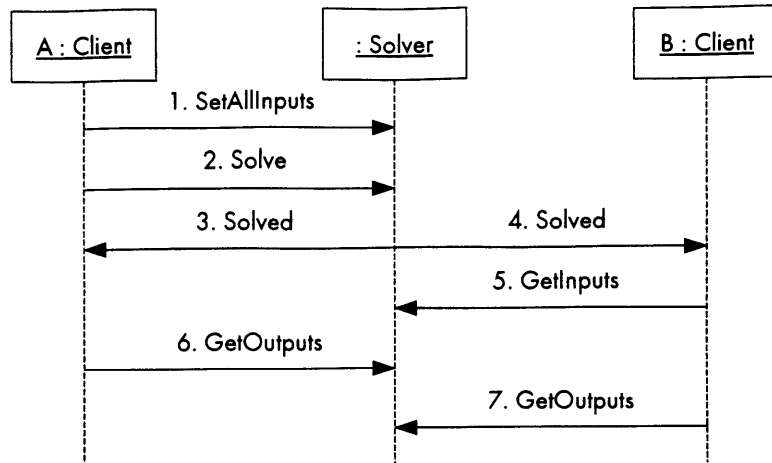 A : Client
: Solver
B : Client
1. SetAllInputs
2. Solve
3. Solved
4. Solved
5. GetInputs
6. GetOutputs
7. GetOutputs